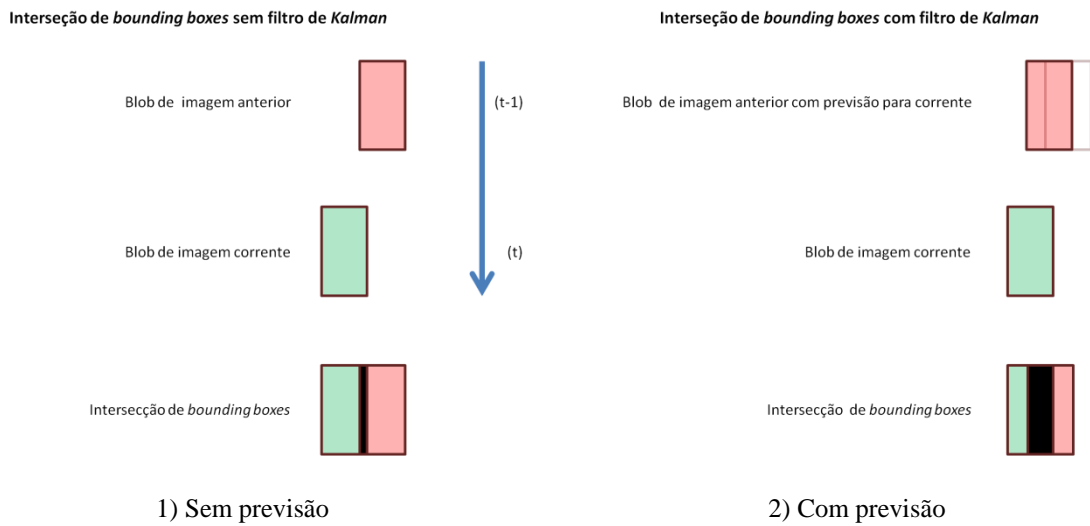 Interseção de bounding boxes sem filtro de Kalman
Blob de imagem anterior
(t-1)
Blob de imagem corrente
(t)
Intersecção de bounding boxes
1) Sem previsão
Interseção de bounding boxes com filtro de Kalman
Blob de imagem anterior com previsão para corrente
Blob de imagem corrente
Intersecção de bounding boxes
2) Com previsão